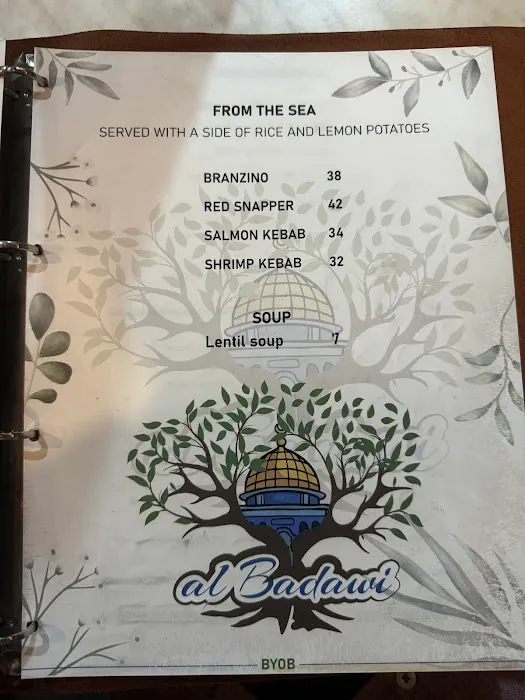 FROM THE SEA
SERVED WITH A SIDE OF RICE AND LEMON POTATOES
BRANZINO 38
RED SNAPPER 42
SALMON KEBAB 34
SHRIMP KEBAB 32
SOUP
Lentil soup '7
al Badawi
BYOB